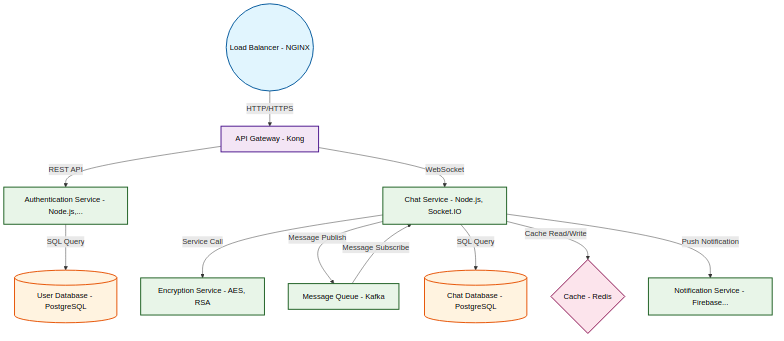 Load Balancer - NGINX
HTTP/HTTPS
API Gateway - Kong
REST API
WebSocket
Authentication Service -
Node.js,...
Chat Service - Node.js,
Socket.IO
SQL Query
Service Call
Message Publish
Message Subscribe
SQL Query
Cache Read/Write
Push Notification
User Database -
PostgreSQL
Encryption Service - AES,
RSA
Message Queue - Kafka
Chat Database -
PostgreSQL
Cache - Redis
Notification Service -
Firebase...